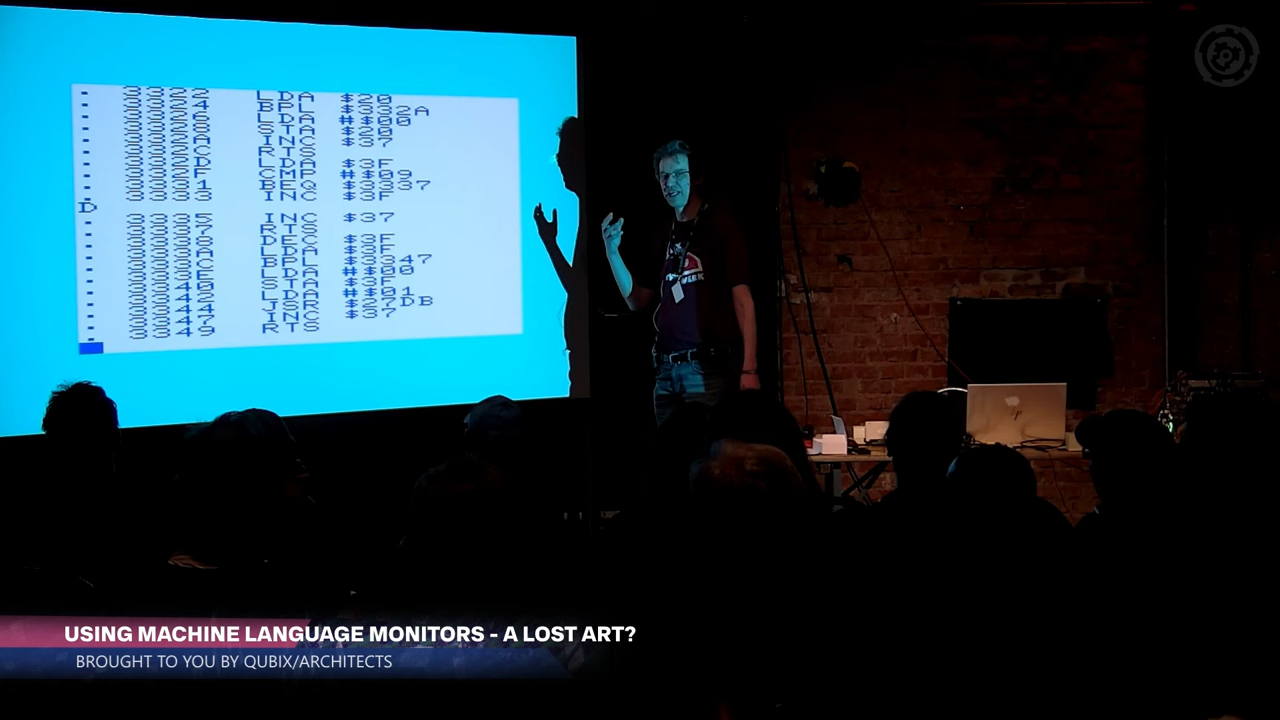 . 3322 LDA $20
. 3324 BPL $332A
. 3326 LDA #$00
. 3328 STA $20
. 332A INC $37
. 332C RTS
. 332D LDA $3F
. 332F CMP #$09
. 3331 BEQ $3337
. 3333 INC $3F
D
. 3335 INC $37
. 3337 RTS
. 3338 DEC $3F
. 333A LDA $3F
. 333C BPL $3347
. 333E LDA #$00
. 3340 STA $3F
. 3342 LDA #$01
. 3344 JSR $27DB
. 3347 INC $37
. 3349 RTS
USING MACHINE LANGUAGE MONITORS - A LOST ART?
BROUGHT TO YOU BY QUBIX/ARCHITECTS